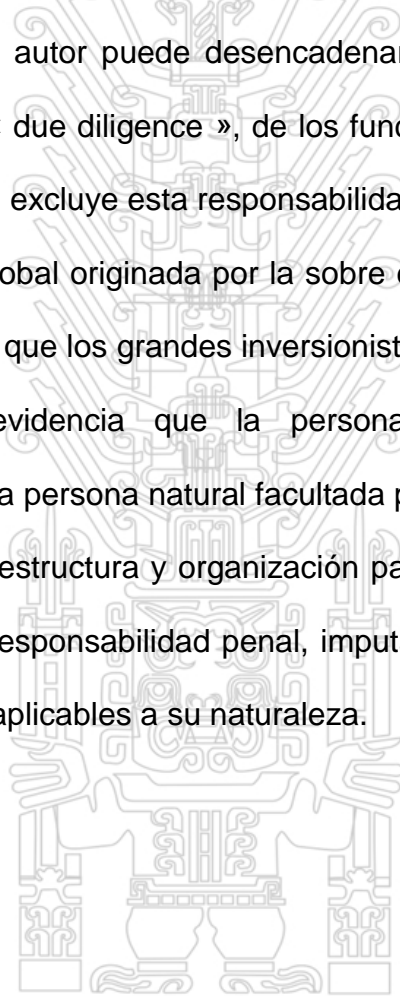 autor puede desencadenar
due diligence », de los func
excluye esta responsabilida
obal originada por la sobre
que los grandes inversionist
evidencia que la persona
a persona natural facultada p
estructura y organización pa
esponsabilidad penal, imput
aplicables a su naturaleza.